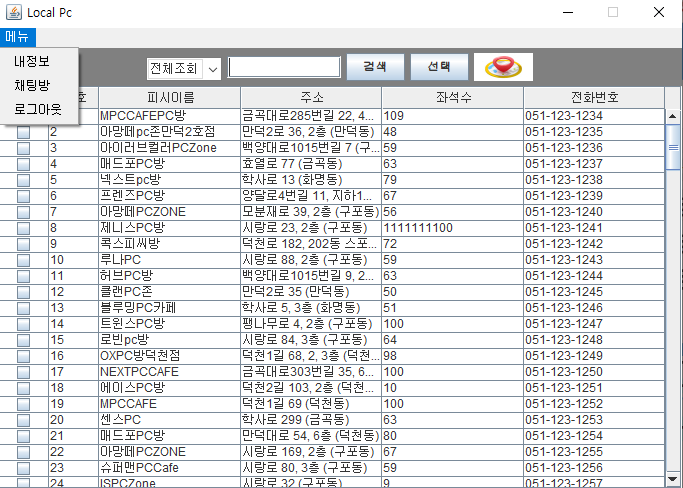 Local Pc
메뉴
내정보
채팅방
로그아웃
전체조회 검색 선택
호 피시이름 주소 좌석수 전화번호
MPCCAFEPC방 금곡대로285번길 22, 4... 109 051-123-1234
2 아망떼pc존만덕2호점 만덕2로 36, 2층 (만덕동) 48 051-123-1235
3 아이러브컬러PCZone 백양대로1015번길 7 (구... 59 051-123-1236
4 매드포PC방 효열로 77 (금곡동) 63 051-123-1237
5 넥스트pc방 학사로 13 (화명동) 79 051-123-1238
6 프렌즈PC방 양달로4번길 11, 지하1... 67 051-123-1239
7 아망떼PCZONE 모분재로 39, 2층 (구포동) 56 051-123-1240
8 제니스PC방 시랑로 23, 2층 (구포동) 1111111100 051-123-1241
9 콕스피씨방 덕천로 182, 202동 스포... 72 051-123-1242
10 루나PC 시랑로 88, 2층 (구포동) 59 051-123-1243
11 허브PC방 백양대로1016번길 9, 2... 63 051-123-1244
12 클랜PC존 만덕2로 35 (만덕동) 50 051-123-1245
13 블루밍PC카페 학사로 5, 3층 (화명동) 51 051-123-1246
14 트윈스PC방 팽나무로 4, 2층 (구포동) 100 051-123-1247
15 로빈pc방 시랑로 84, 3층 (구포동) 64 051-123-1248
16 OXPC방덕천점 덕천1길 68, 2, 3층 (덕천... 98 051-123-1249
17 NEXTPCCAFE 금곡대로303번길 35, 6... 100 051-123-1250
18 에이스PC방 덕천2길 103, 2층 (덕천... 10 051-123-1251
19 MPCCAFE 덕천1길 69 (덕천동) 100 051-123-1252
20 센스PC 학사로 299 (금곡동) 63 051-123-1253
21 매드포PC방 만덕대로 54, 6층 (덕천동) 80 051-123-1254
22 아망떼PCZONE 시랑로 169, 2층 (구포동) 67 051-123-1255
23 슈퍼맨PCCafe 시랑로 80, 3층 (구포동) 59 051-123-1256
24 ISPCZone 시랑로 32 (구포동) 9 051-123-1257